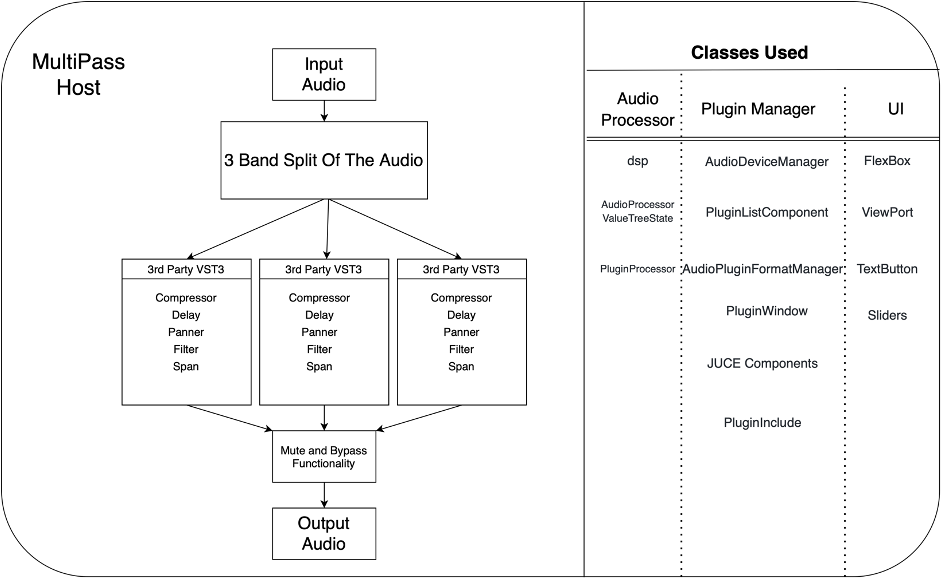 MultiPass
Host
Input
Audio
3 Band Split Of The Audio
3rd Party VST3
Compressor
Delay
Panner
Filter
Span
3rd Party VST3
Compressor
Delay
Panner
Filter
Span
3rd Party VST3
Compressor
Delay
Panner
Filter
Span
Mute and Bypass
Functionality
Output
Audio
Classes Used
Audio
Processor
Plugin Manager
UI
dsp
AudioDeviceManager
FlexBox
AudioProcessor
ValueTreeState
PluginListComponent
ViewPort
PluginProcessor
AudioPluginFormatManager
TextButton
PluginWindow
Sliders
JUCE Components
PluginInclude